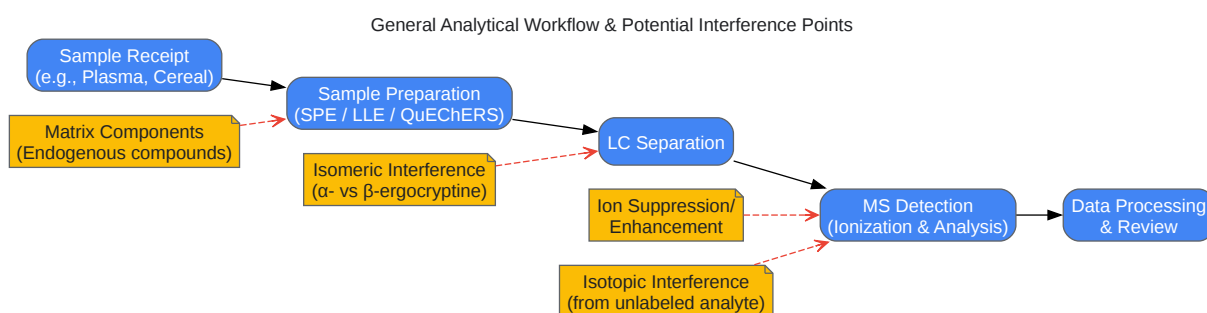 General Analytical Workflow & Potential Interference Points
Sample Receipt
(e.g., Plasma, Cereal)
Sample Preparation
(SPE / LLE / QuEChERS)
Matrix Components
(Endogenous compounds)
LC Separation
Isomeric Interference
(α- vs β-ergocryptine)
Ion Suppression/
Enhancement
MS Detection
(Ionization & Analysis)
Data Processing
& Review
Isotopic Interference
(from unlabeled analyte)